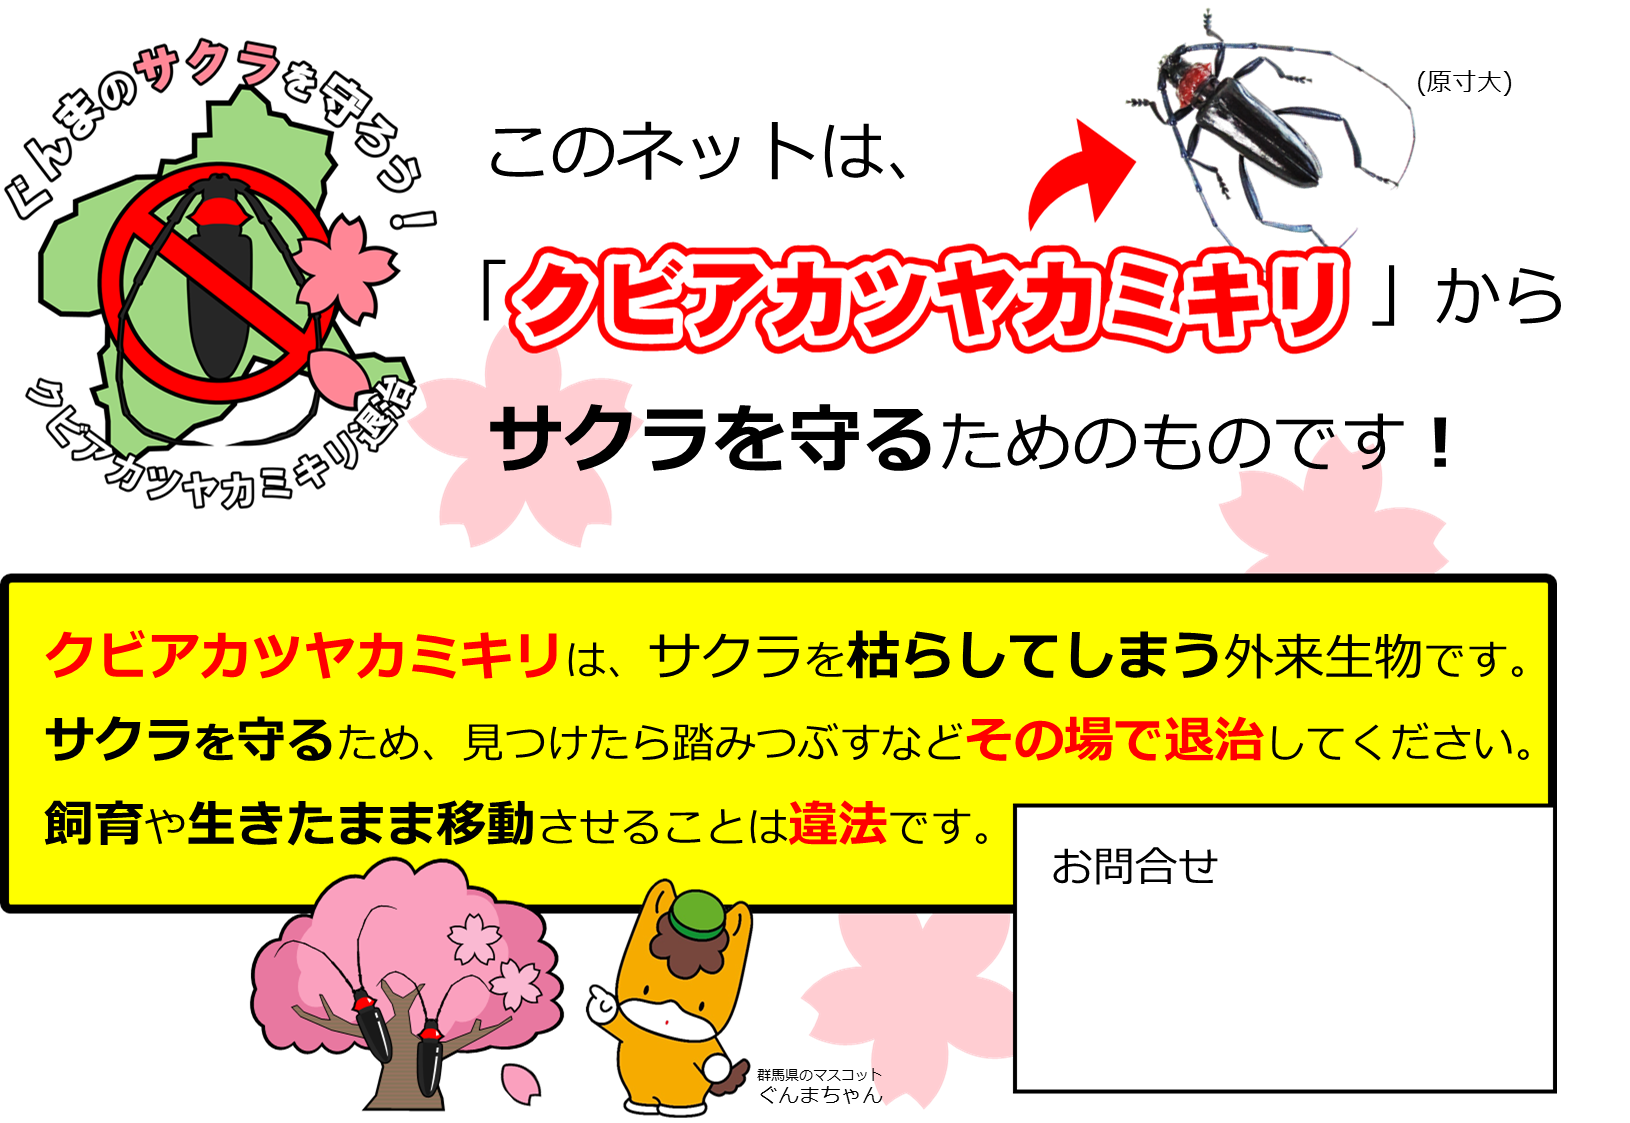 ぐんまのサクラを守ろう！
クビアカツヤカミキリ退治
(原寸大)
このネットは、
「クビアカツヤカミキリ」から
サクラを守るためのものです！
クビアカツヤカミキリは、サクラを枯らしてしまう外来生物です。
サクラを守るため、見つけたら踏みつぶすなどその場で退治してください。
飼育や生きたまま移動させることは違法です。
お問合せ
群馬県のマスコット
ぐんまちゃん